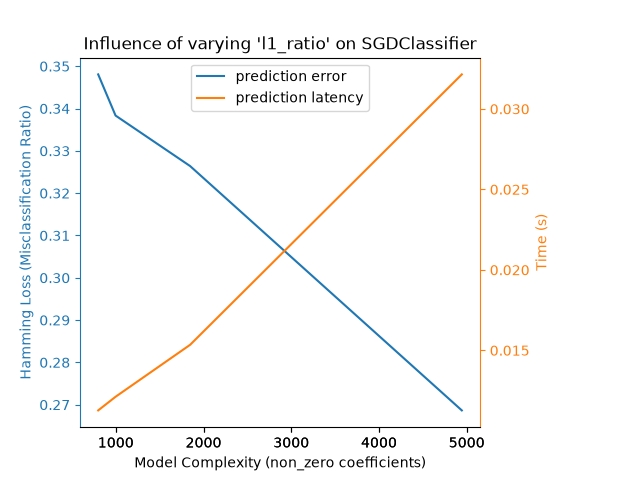 Influence of varying 'l1_ratio' on SGDClassifier
prediction error
prediction latency
0.35
0.34
0.33
0.32
0.31
0.30
0.29
0.28
0.27
Hamming Loss (Misclassification Ratio)
0.030
0.025
0.020
0.015
Time (s)
1000 2000 3000 4000 5000
Model Complexity (non_zero coefficients)